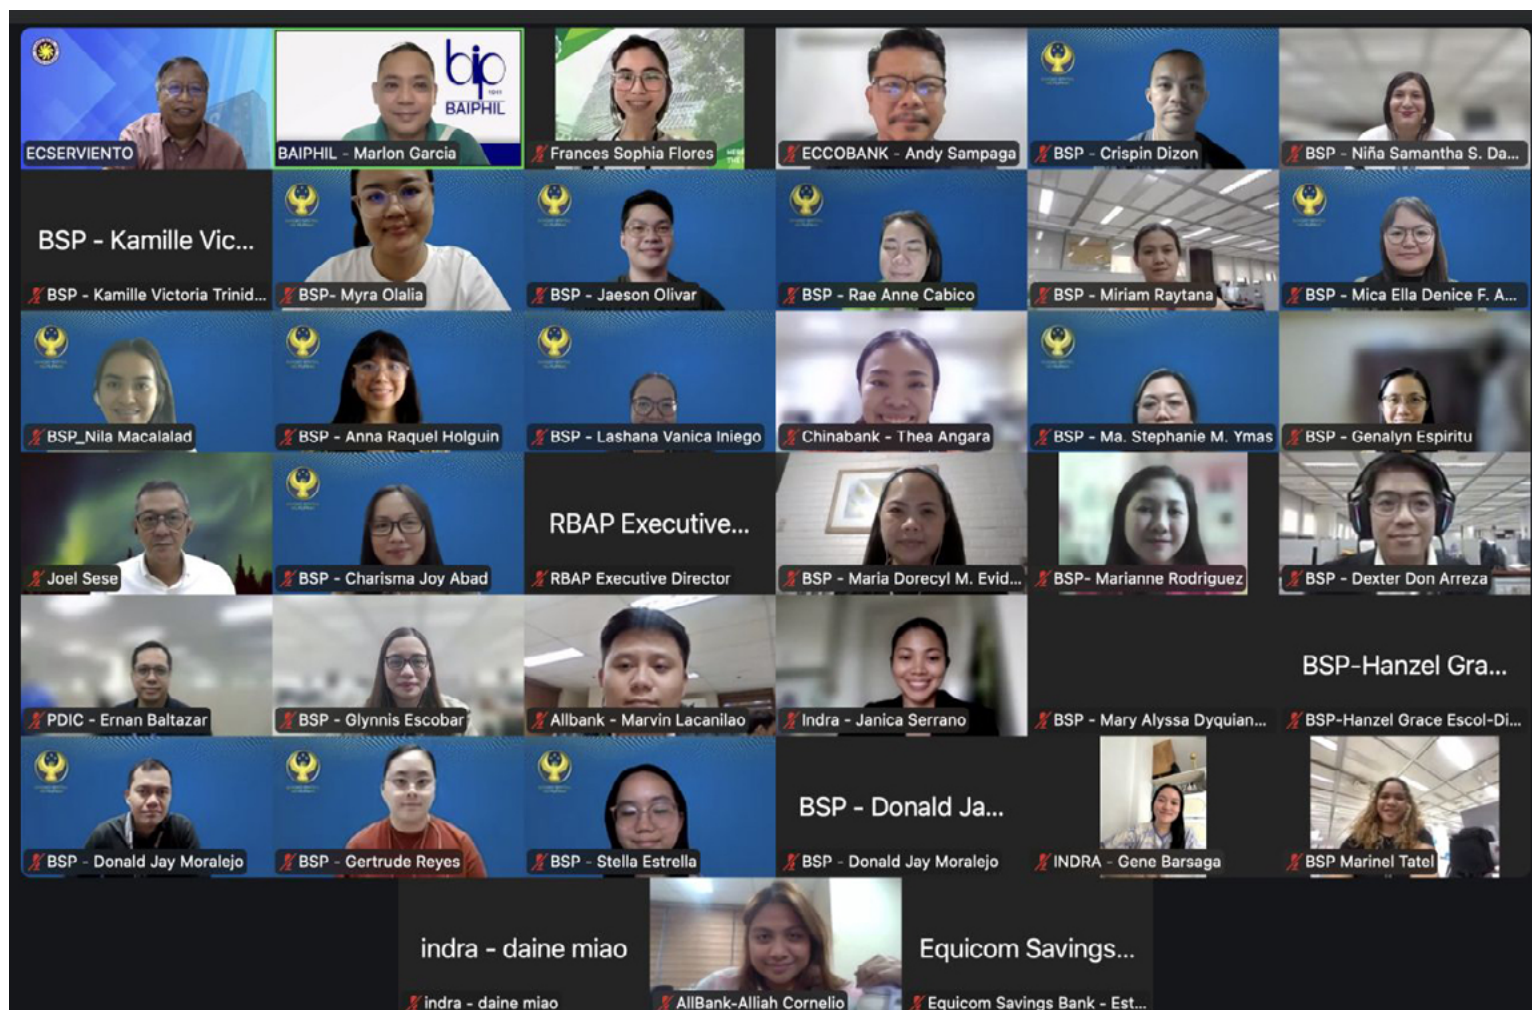 bip
1941
BAIPHIL
ECSERVIENTO
BAIPHIL - Marlon Garcia
Frances Sophia Flores
ECCOBANK - Andy Sampaga
BSP - Crispin Dizon
BSP - Niña Samantha S. Da...
BSP - Kamille Vic...
BSP - Kamille Victoria Trinid...
BSP- Myra Olalia
BSP - Jaeson Olivar
BSP - Rae Anne Cabico
BSP - Miriam Raytana
BSP - Mica Ella Denice F. A...
BSP_Nila Macalalad
BSP - Anna Raquel Holguin
BSP - Lashana Vanica Iniego
Chinabank - Thea Angara
BSP - Ma. Stephanie M. Ymas
BSP - Genalyn Espiritu
Joel Sese
BSP - Charisma Joy Abad
RBAP Executive...
RBAP Executive Director
BSP - Maria Dorecyl M. Evid...
BSP- Marianne Rodriguez
BSP - Dexter Don Arreza
PDIC - Ernan Baltazar
BSP - Glynnis Escobar
Allbank - Marvin Lacanilao
Indra - Janica Serrano
BSP - Mary Alyssa Dyquian...
BSP-Hanzel Gra...
BSP-Hanzel Grace Escol-Di...
BSP - Donald Jay Moralejo
BSP - Gertrude Reyes
BSP - Stella Estrella
BSP - Donald Ja...
BSP - Donald Jay Moralejo
INDRA - Gene Barsaga
BSP Marinel Tatel
indra - daine miao
indra - daine miao
AllBank-Alliah Cornelio
Equicom Savings...
Equicom Savings Bank - Est...